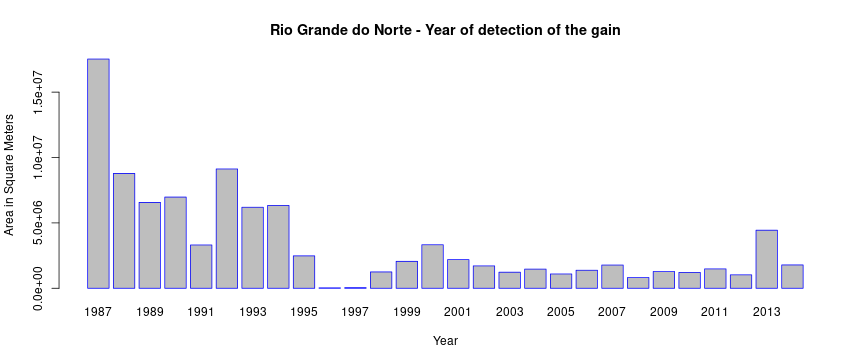 Rio Grande do Norte - Year of detection of the gain
Area in Square Meters
1.5e+07
1.0e+07
5.0e+06
0.0e+00
1987 1989 1991 1993 1995 1997 1999 2001 2003 2005 2007 2009 2011 2013
Year